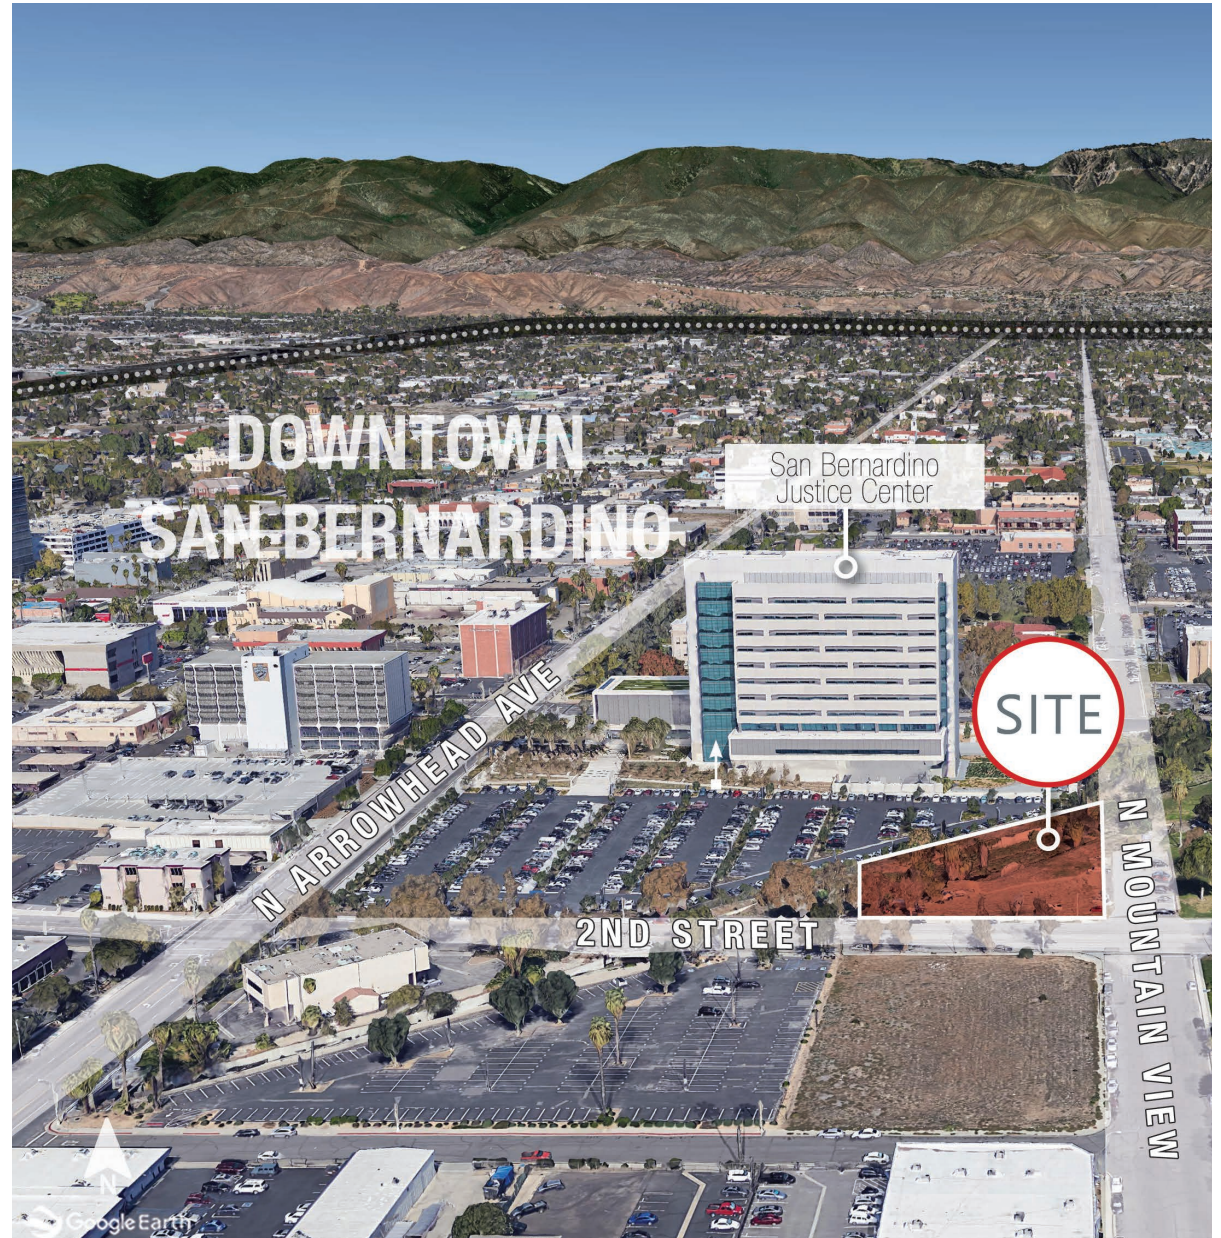 DOWNTOWN
SAN BERNARDINO
San Bernardino
Justice Center
SITE
N ARROWHEAD AVE
2ND STREET
N MOUNTAIN VIEW
N
Google Earth